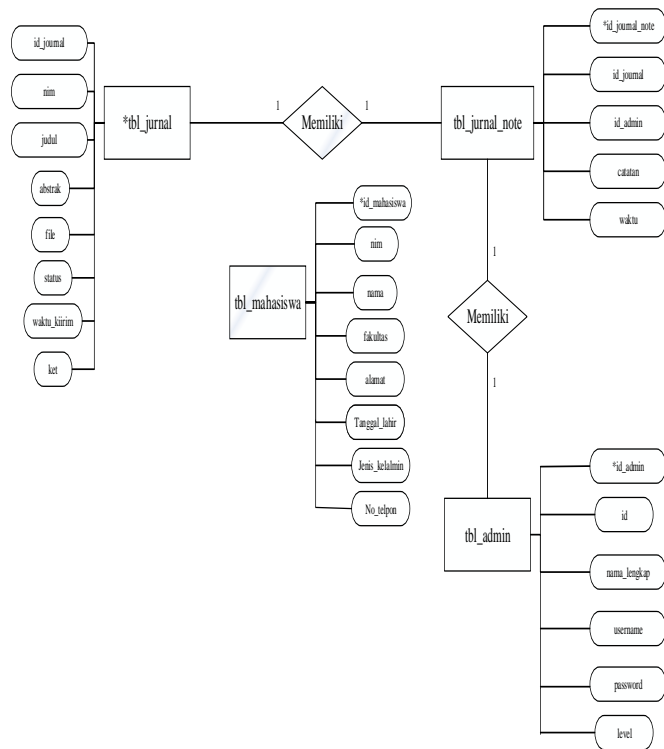 id_journal
nim
judul
abstrak
file
status
waktu_kiirim
ket
*tbl_jurnal
1
Memiliki
1
tbl_jurnal_note
*id_journal_note
id_journal
id_admin
catatan
waktu
tbl_mahasiswa
*id_mahasiswa
nim
nama
fakultas
alamat
Tanggal_lahir
Jenis_kelalmin
No_telpon
1
Memiliki
1
tbl_admin
*id_admin
id
nama_lengkap
username
password
level